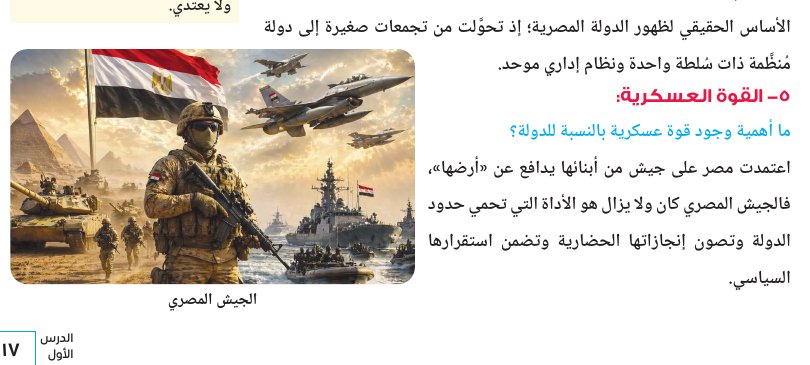 ولا يعتدي.
الأساس الحقيقي لظهور الدولة المصرية؛ إذ تحوَّلت من تجمعات صغيرة إلى دولة
مُنظَّمة ذات سُلطة واحدة ونظام إداري موحد.
٥- القوة العسكرية:
ما أهمية وجود قوة عسكرية بالنسبة للدولة؟
اعتمدت مصر على جيش من أبنائها يدافع عن «أرضها»،
فالجيش المصري كان ولا يزال هو الأداة التي تحمي حدود
الدولة وتصون إنجازاتها الحضارية وتضمن استقرارها
السياسي.
الجيش المصري
الدرس
الأول
١٧